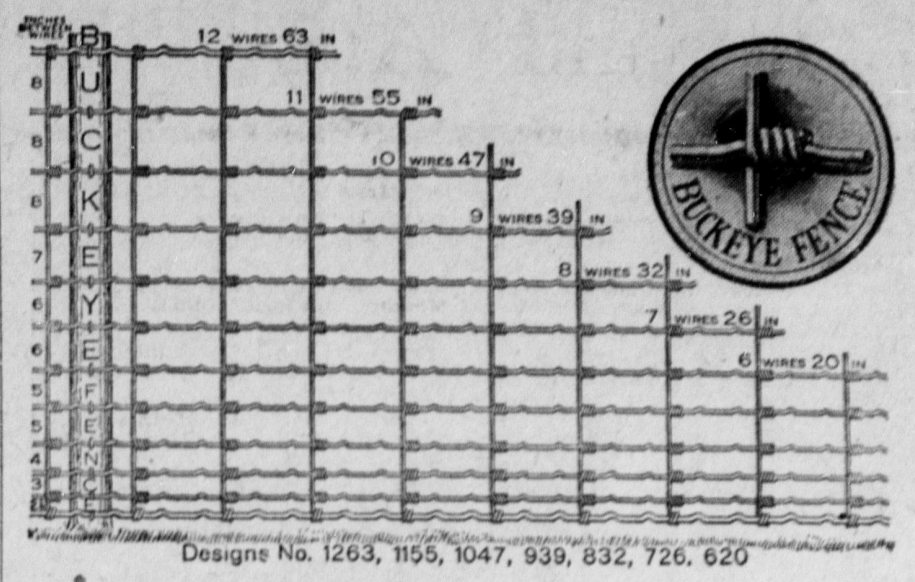 INCHES
BETWEEN
WIRES
BUCKEYE FENCE
12 WIRES 63 IN
8
11 WIRES 55 IN
8
10 WIRES 47 IN
8
9 WIRES 39 IN
7
8 WIRES 32 IN
6
7 WIRES 26 IN
6
6 WIRES 20 IN
5
5
4
3
BUCKEYE FENCE
Designs No. 1263, 1155, 1047, 939, 832, 726. 620